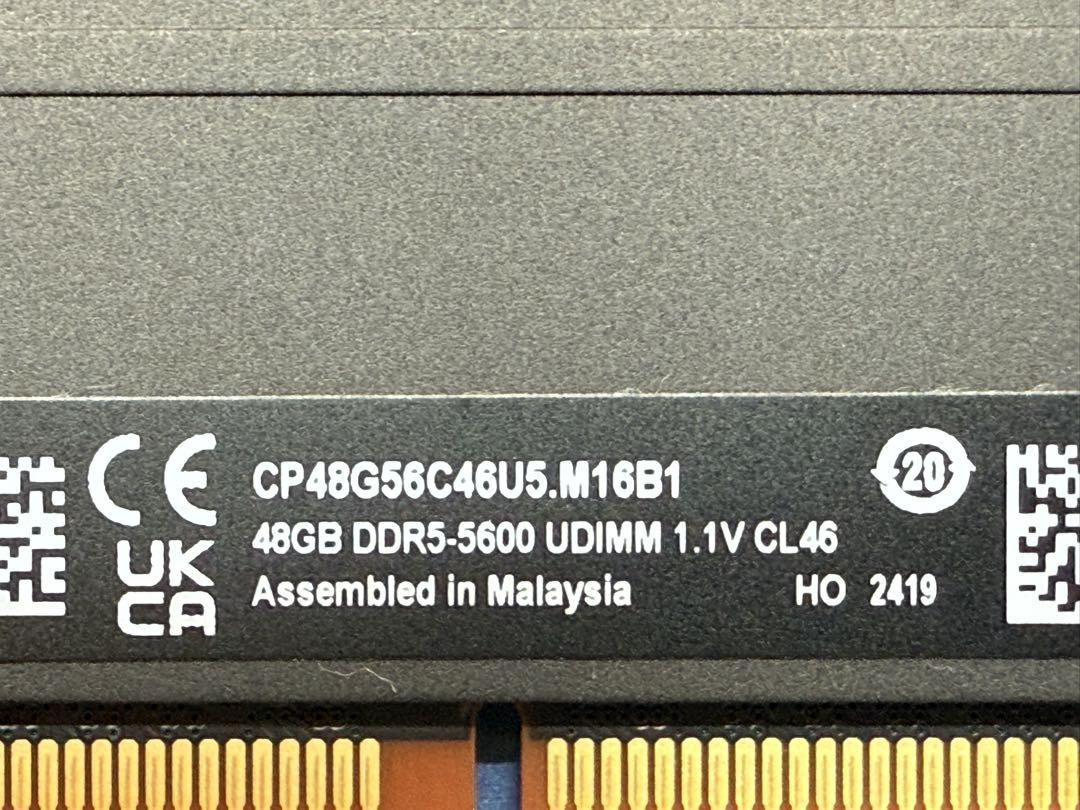 CE
UK
CA
CP48G56C46U5.M16B1
48GB DDR5-5600 UDIMM 1.1V CL46
Assembled in Malaysia
HO 2419
20